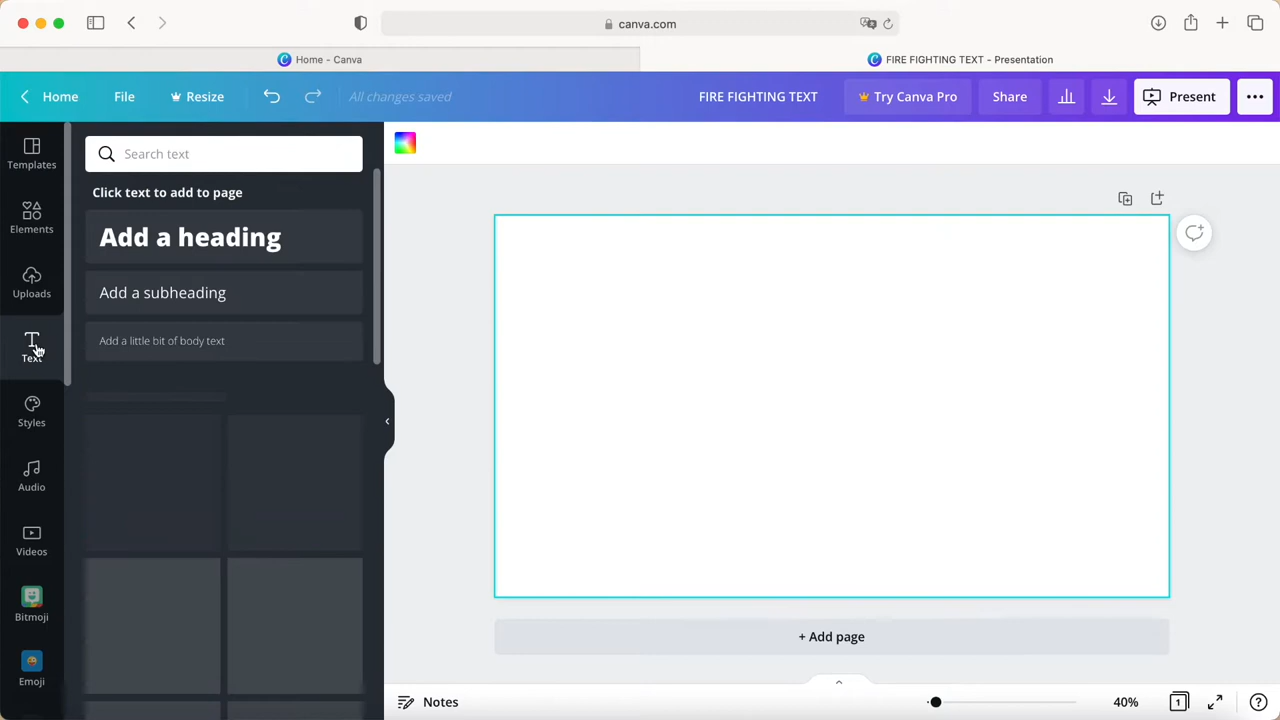 canva.com
Home - Canva
FIRE FIGHTING TEXT - Presentation
Home
File
Resize
All changes saved
FIRE FIGHTING TEXT
Try Canva Pro
Share
Present
Templates
Elements
Uploads
Text
Styles
Audio
Videos
Bitmoji
Emoji
Search text
Click text to add to page
Add a heading
Add a subheading
Add a little bit of body text
+ Add page
Notes
40%
1